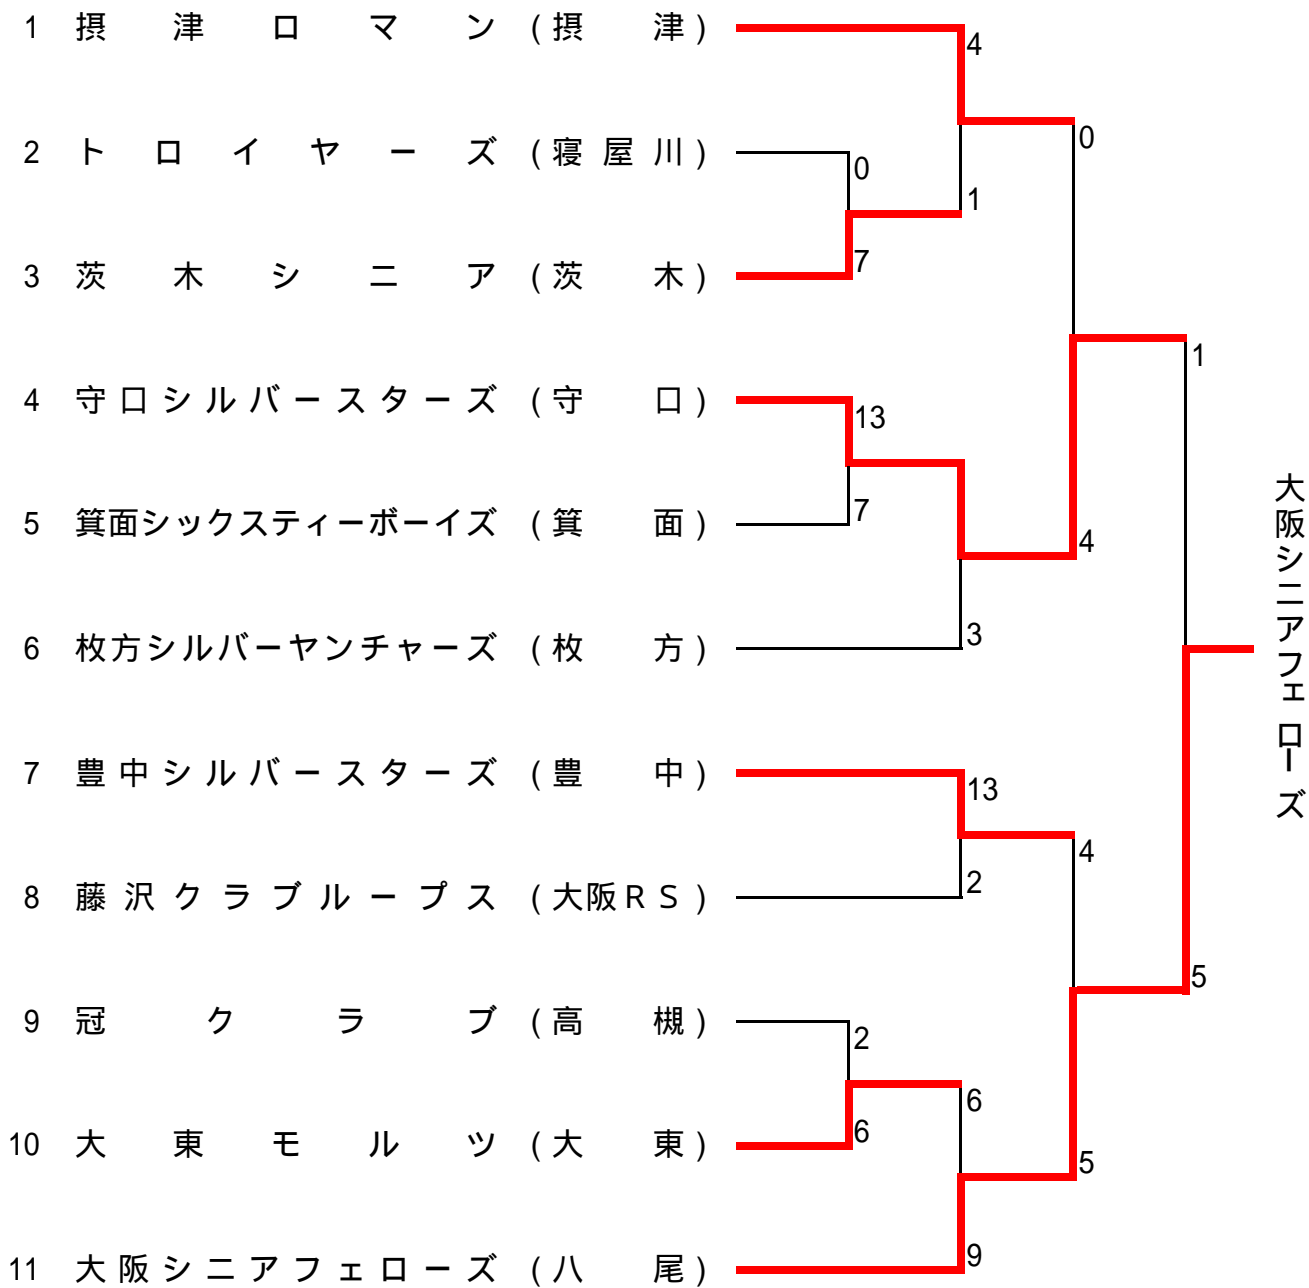 1 摂津ロマン (摂津)
4
0
2 トロイヤーズ (寝屋川)
0
1
3 茨木シニア (茨木)
7
1
4 守口シルバースターズ (守口)
13
5 箕面シックスティーボーイズ (箕面)
7
4
6 枚方シルバーヤンチャーズ (枚方)
3
大阪シニアフェローズ
7 豊中シルバースターズ (豊中)
13
4
8 藤沢クラブループス (大阪RS)
2
5
9 冠クラブ (高槻)
2
6
10 大東モルツ (大東)
6
5
11 大阪シニアフェローズ (八尾)
9